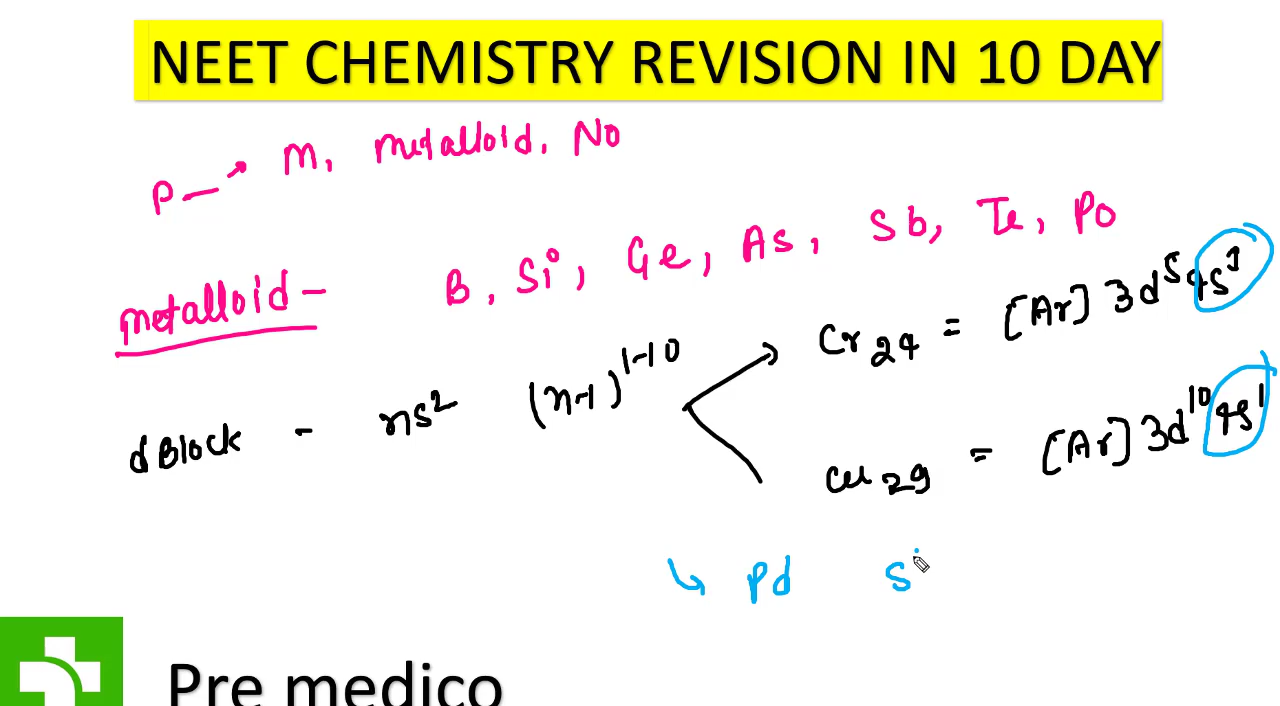 NEET CHEMISTRY REVISION IN 10 DAY
P → M, Metalloid, No
metalloid - B, Si, Ge, As, Sb, Te, Po
Cr24 = [Ar] 3d⁵ 4s¹
d Block - ns² (n-1)¹⁻¹⁰
Cu29 = [Ar] 3d¹⁰ 4s¹
↳ Pd S
Pre medico